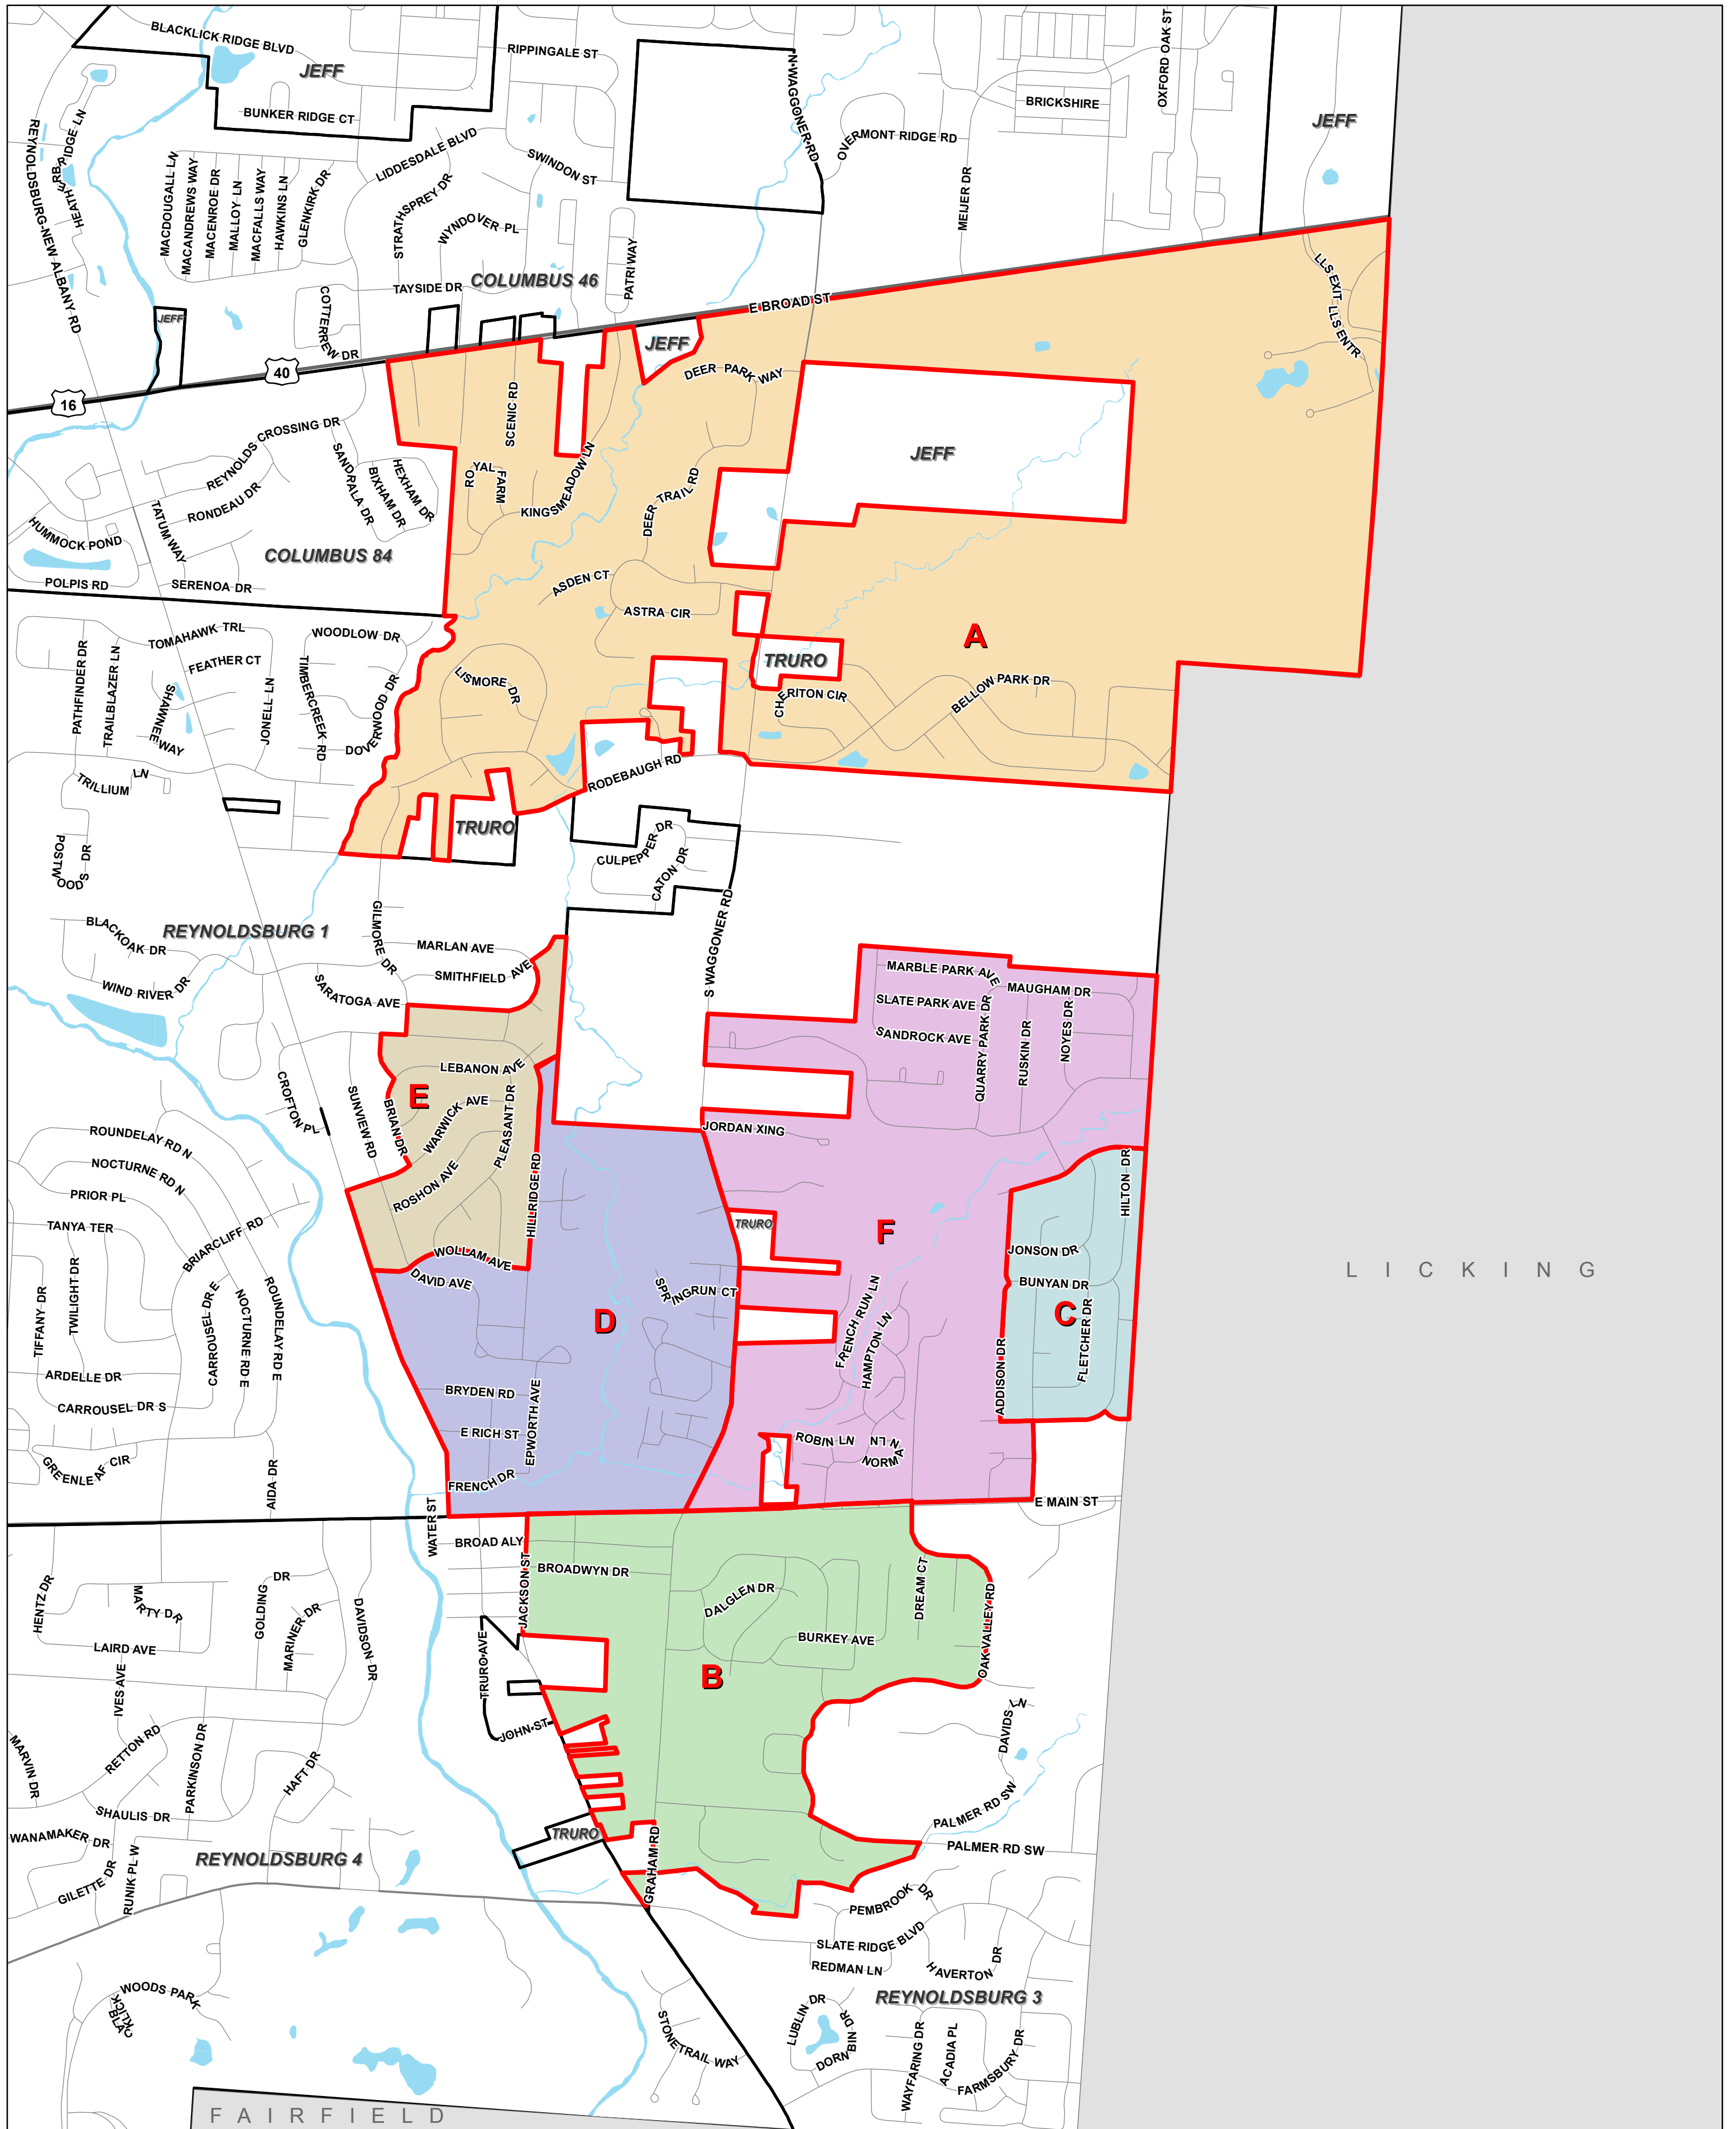 BLACKLICK RIDGE BLVD
JEFF
RIPPINGALE ST
BUNKER RIDGE CT
N WAGGONER RD
OXFORD OAK ST
BRICKSHIRE
JEFF
OVERMONT RIDGE RD
REYNOLDSBURG-NEW ALBANY RD
LIDDESDALE BLVD
SWINDON ST
MACDOUGALL LN
MACANDREWS WAY
MACENROE DR
MALLOY LN
MACFALLS WAY
HAWKINS LN
GLENKIRK DR
STRATHSPREY DR
WYNDOVER PL
MEIJER DR
PATRI WAY
COLUMBUS 46
TAYSIDE DR
E BROAD ST
LLS EXIT
LLS ENTR
JEFF
COTTERREW DR
JEFF
40
16
DEER PARK WAY
SCENIC RD
REYNOLDS CROSSING DR
SANDRALA DR
BIXHAM DR
HEXHAM DR
RONDEAU DR
TATUM WAY
ROYAL FARM
KINGSMEADOW LN
DEER TRAIL RD
JEFF
HUMMOCK POND
COLUMBUS 84
POLPIS RD
SERENOA DR
ASDEN CT
ASTRA CIR
A
TOMAHAWK TRL
WOODLOW DR
PATHFINDER DR
TRAILBLAZER LN
FEATHER CT
SHAWNEE WAY
JONELL LN
TIMBERCREEK RD
DOVERWOOD DR
LISMORE DR
TRURO
CHERITON CIR
BELLOW PARK DR
TRILLIUM LN
RODEBAUGH RD
TRURO
POSTWOODS DR
CULPEPPER DR
CATON DR
BLACKOAK DR
REYNOLDSBURG 1
GILMORE DR
MARLAN AVE
SMITHFIELD AVE
S WAGGONER RD
WIND RIVER DR
SARATOGA AVE
MARBLE PARK AVE
MAUGHAM DR
SLATE PARK AVE
SANDROCK AVE
QUARRY PARK DR
RUSKIN DR
NOYES DR
E
LEBANON AVE
CROFTON PL
SUNVIEW RD
BRIAN DR
WARWICK AVE
PLEASANT DR
ROSHON AVE
HILLRIDGE RD
JORDAN XING
ROUNDELAY RD N
NOCTURNE RD N
PRIOR PL
TANYA TER
BRIARCLIFF RD
HILTON DR
TRURO
F
JONSON DR
BUNYAN DR
C
FLETCHER DR
ADDISON DR
LICKING
WOLLAM AVE
DAVID AVE
SPRINGRUN CT
D
TIFFANY DR
TWILIGHT DR
CARROUSEL DR E
NOCTURNE RD E
ROUNDELAY RD E
FRENCH RUN LN
HAMPTON LN
ARDELLE DR
CARROUSEL DR S
BRYDEN RD
E RICH ST
EPWORTH AVE
FRENCH DR
ROBIN LN
NORMA LN
GREENLEAF CIR
AIDA DR
E MAIN ST
WATER ST
BROAD ALY
JACKSON ST
BROADWYN DR
DALGLEN DR
DREAM CT
OAK VALLEY RD
BURKEY AVE
HENTZ DR
MARTY DR
GOLDING DR
MARINER DR
DAVIDSON DR
LAIRD AVE
IVES AVE
TRURO AVE
B
JOHN ST
DAVIDS LN
MARVIN DR
RETTON RD
PARKINSON DR
HAFT DR
SHAULIS DR
WANAMAKER DR
TRURO
PALMER RD SW
PALMER RD SW
REYNOLDSBURG 4
GILETTE DR
RUNIK PL W
GRAHAM RD
PEMBROOK DR
SLATE RIDGE BLVD
REDMAN LN
HAVERTON DR
REYNOLDSBURG 3
WOODS PARK
STONETRAIL WAY
LUBLIN DR
DORNBIN DR
WAYFARING DR
ACADIA PL
FARMSBURY DR
FAIRFIELD